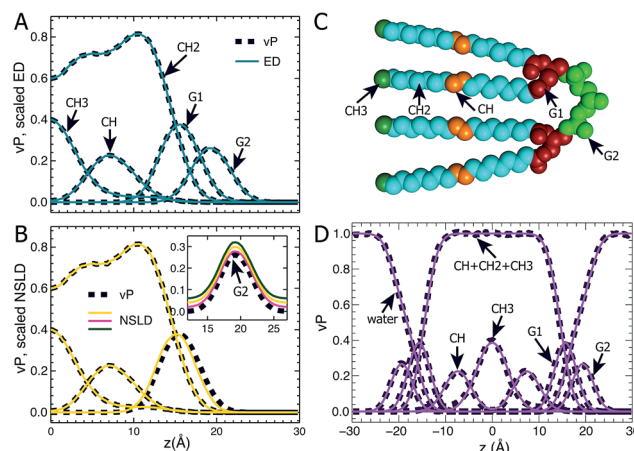 A
vP, scaled ED
0.8
0.6
0.4
0.2
0.0
CH2
vP
ED
CH3
CH
G1
G2
B
vP, scaled NSLD
0.8
0.6
0.4
0.2
0.0
vP
NSLD
0.3
0.2
0.1
0.0
15 20 25
G2
0 10 20 30
z(Å)
C
CH3
CH2
CH
G1
G2
D
vP
1.0
0.8
0.6
0.4
0.2
0.0
CH+CH2+CH3
water
CH
CH3
G1
G2
−30 −20 −10 0 10 20 30
z (Å)